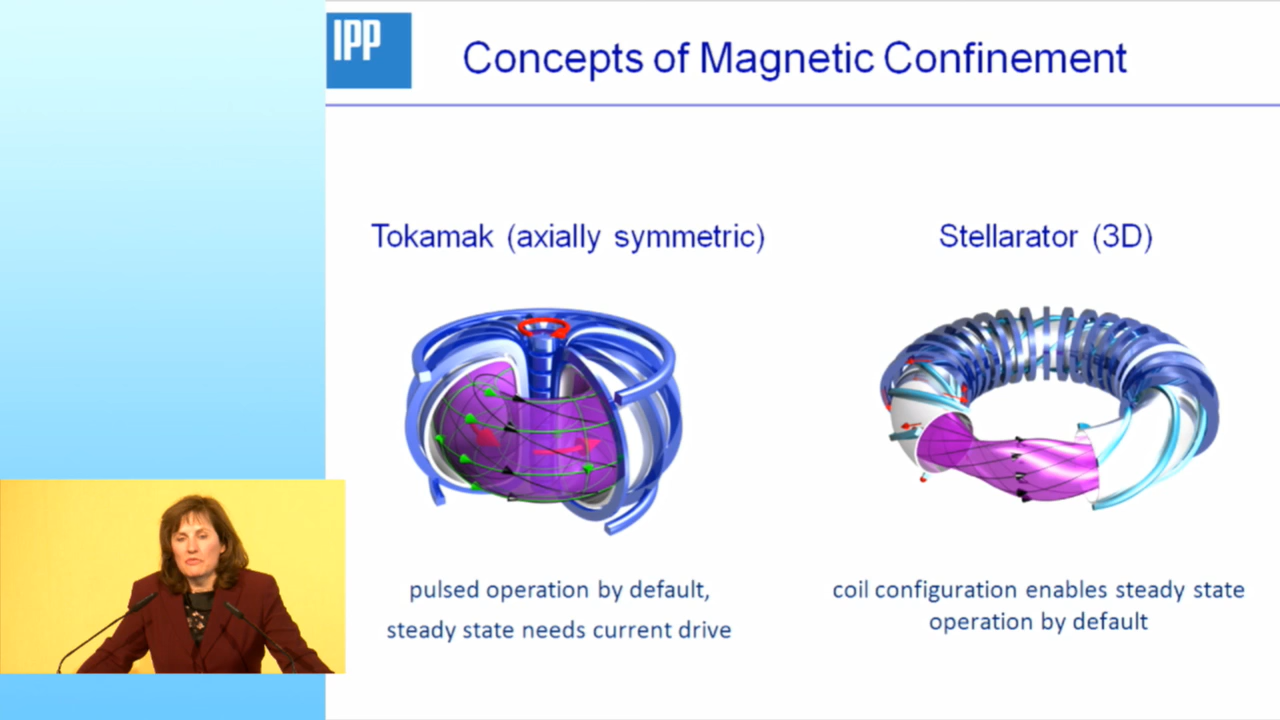 IPP
Concepts of Magnetic Confinement
Tokamak (axially symmetric)
Stellarator (3D)
pulsed operation by default,
steady state needs current drive
coil configuration enables steady state
operation by default